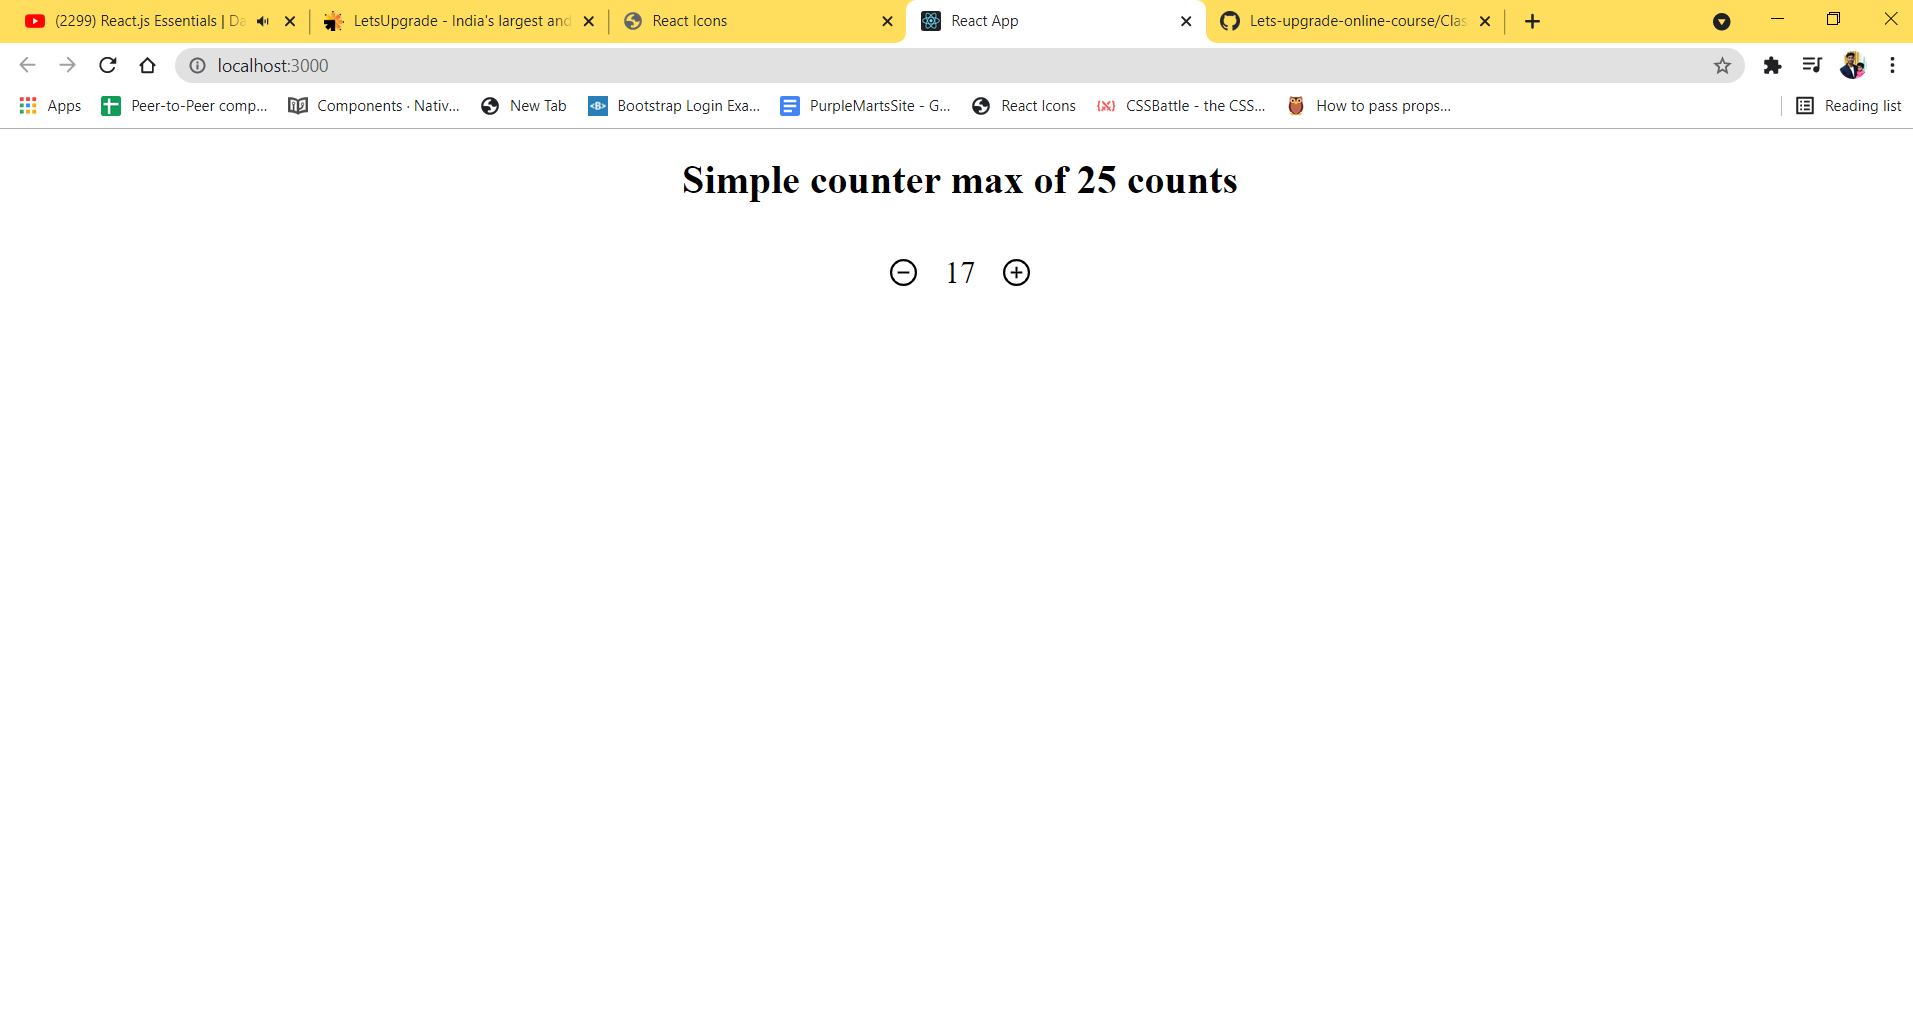 (2299) React.js Essentials | Da
LetsUpgrade - India's largest and
React Icons
React App
Lets-upgrade-online-course/Clas
localhost:3000
Apps
Peer-to-Peer comp...
Components · Nativ...
New Tab
<B>
Bootstrap Login Exa...
PurpleMartsSite - G...
React Icons
CSSBattle - the CSS...
How to pass props...
Reading list
Simple counter max of 25 counts
17